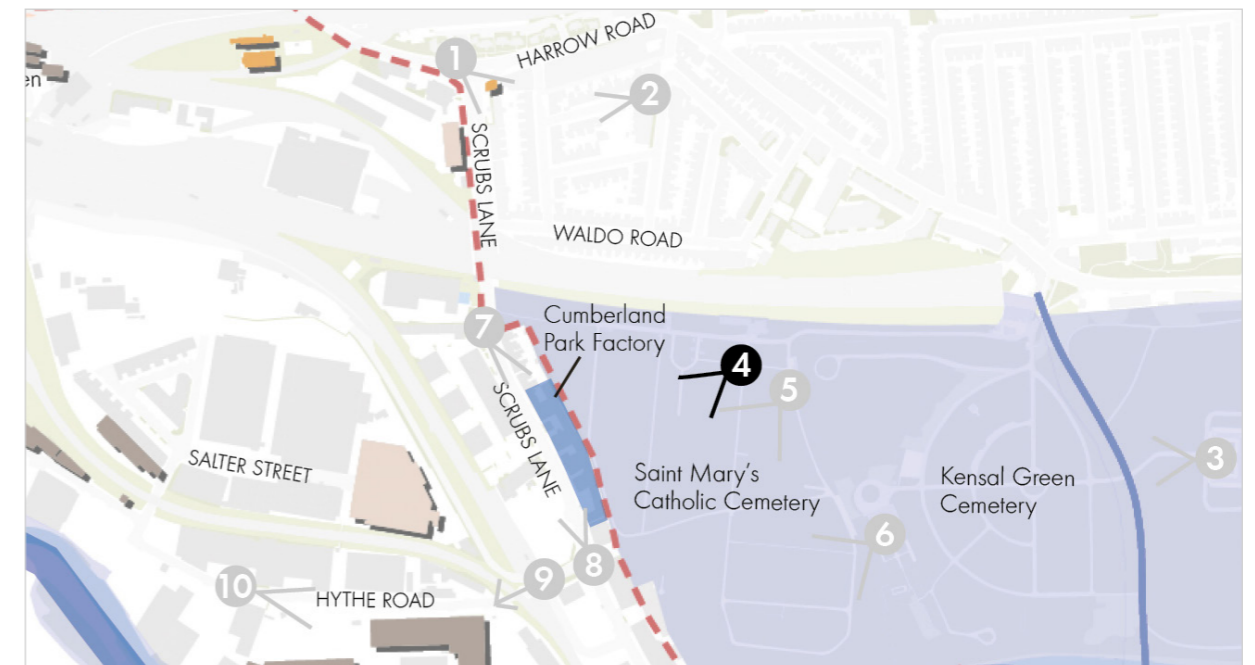 HARROW ROAD
1
2
en
SCRUBS LANE
WALDO ROAD
7
Cumberland
Park Factory
4
5
SCRUBS LANE
SALTER STREET
Saint Mary's
Catholic Cemetery
Kensal Green
Cemetery
3
6
8
9
10
HYTHE ROAD